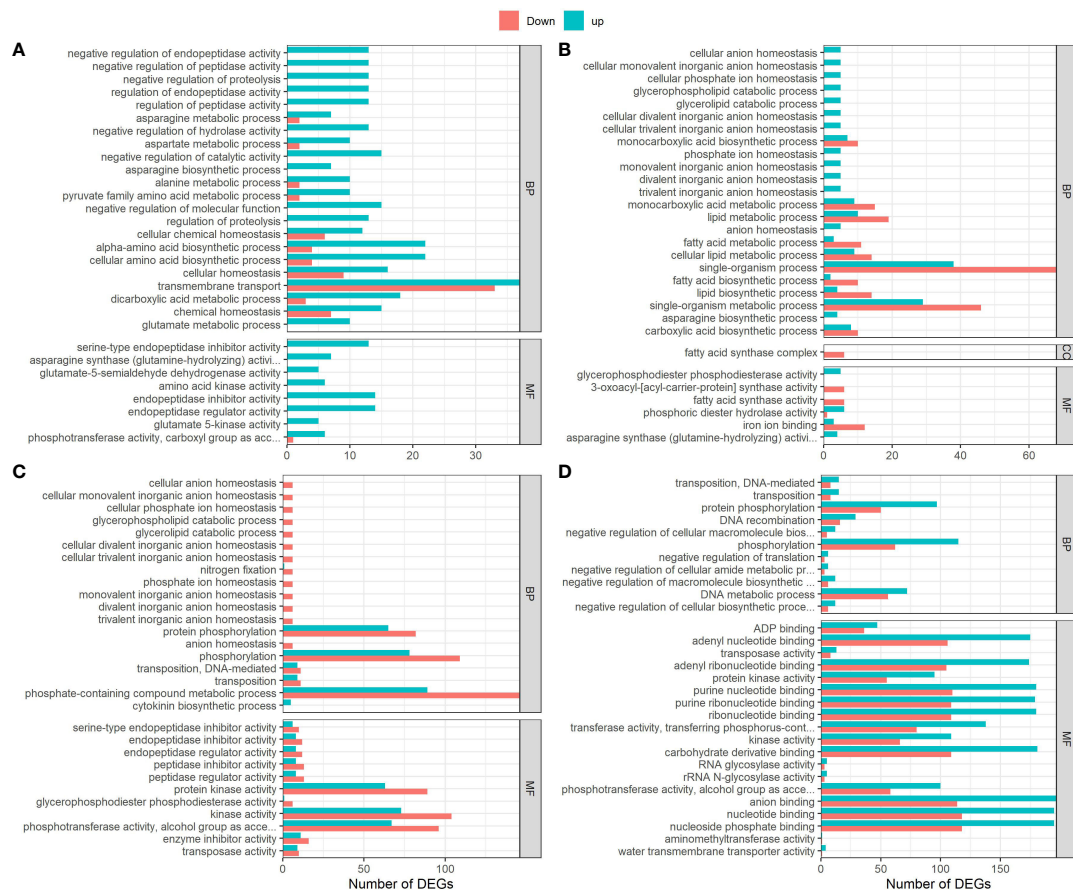 Down
up
A
negative regulation of endopeptidase activity
negative regulation of peptidase activity
negative regulation of proteolysis
regulation of endopeptidase activity
regulation of peptidase activity
asparagine metabolic process
negative regulation of hydrolase activity
aspartate metabolic process
negative regulation of catalytic activity
asparagine biosynthetic process
alanine metabolic process
pyruvate family amino acid metabolic process
negative regulation of molecular function
regulation of proteolysis
cellular chemical homeostasis
alpha-amino acid biosynthetic process
cellular amino acid biosynthetic process
cellular homeostasis
transmembrane transport
dicarboxylic acid metabolic process
chemical homeostasis
glutamate metabolic process
BP
serine-type endopeptidase inhibitor activity
asparagine synthase (glutamine-hydrolyzing) activi...
glutamate-5-semialdehyde dehydrogenase activity
amino acid kinase activity
endopeptidase inhibitor activity
endopeptidase regulator activity
glutamate 5-kinase activity
phosphotransferase activity, carboxyl group as acc...
MF
0 10 20 30
B
cellular anion homeostasis
cellular monovalent inorganic anion homeostasis
cellular phosphate ion homeostasis
glycerophospholipid catabolic process
glycerolipid catabolic process
cellular divalent inorganic anion homeostasis
cellular trivalent inorganic anion homeostasis
monocarboxylic acid biosynthetic process
phosphate ion homeostasis
monovalent inorganic anion homeostasis
divalent inorganic anion homeostasis
trivalent inorganic anion homeostasis
monocarboxylic acid metabolic process
lipid metabolic process
anion homeostasis
fatty acid metabolic process
cellular lipid metabolic process
single-organism process
fatty acid biosynthetic process
lipid biosynthetic process
single-organism metabolic process
asparagine biosynthetic process
carboxylic acid biosynthetic process
BP
fatty acid synthase complex
CC
glycerophosphodiester phosphodiesterase activity
3-oxoacyl-[acyl-carrier-protein] synthase activity
fatty acid synthase activity
phosphoric diester hydrolase activity
iron ion binding
asparagine synthase (glutamine-hydrolyzing) activi...
MF
0 20 40 60
C
cellular anion homeostasis
cellular monovalent inorganic anion homeostasis
cellular phosphate ion homeostasis
glycerophospholipid catabolic process
glycerolipid catabolic process
cellular divalent inorganic anion homeostasis
cellular trivalent inorganic anion homeostasis
nitrogen fixation
phosphate ion homeostasis
monovalent inorganic anion homeostasis
divalent inorganic anion homeostasis
trivalent inorganic anion homeostasis
protein phosphorylation
anion homeostasis
phosphorylation
transposition, DNA-mediated
transposition
phosphate-containing compound metabolic process
cytokinin biosynthetic process
BP
serine-type endopeptidase inhibitor activity
endopeptidase inhibitor activity
endopeptidase regulator activity
peptidase inhibitor activity
peptidase regulator activity
protein kinase activity
glycerophosphodiester phosphodiesterase activity
kinase activity
phosphotransferase activity, alcohol group as acce...
enzyme inhibitor activity
transposase activity
MF
0 50 100
Number of DEGs
D
transposition, DNA-mediated
transposition
protein phosphorylation
DNA recombination
negative regulation of cellular macromolecule bios...
phosphorylation
negative regulation of translation
negative regulation of cellular amide metabolic pr...
negative regulation of macromolecule biosynthetic ...
DNA metabolic process
negative regulation of cellular biosynthetic proce...
BP
ADP binding
adenyl nucleotide binding
transposase activity
adenyl ribonucleotide binding
protein kinase activity
purine nucleotide binding
purine ribonucleotide binding
ribonucleotide binding
transferase activity, transferring phosphorus-cont...
kinase activity
carbohydrate derivative binding
RNA glycosylase activity
rRNA N-glycosylase activity
phosphotransferase activity, alcohol group as acce...
anion binding
nucleotide binding
nucleoside phosphate binding
aminomethyltransferase activity
water transmembrane transporter activity
MF
0 50 100 150
Number of DEGs